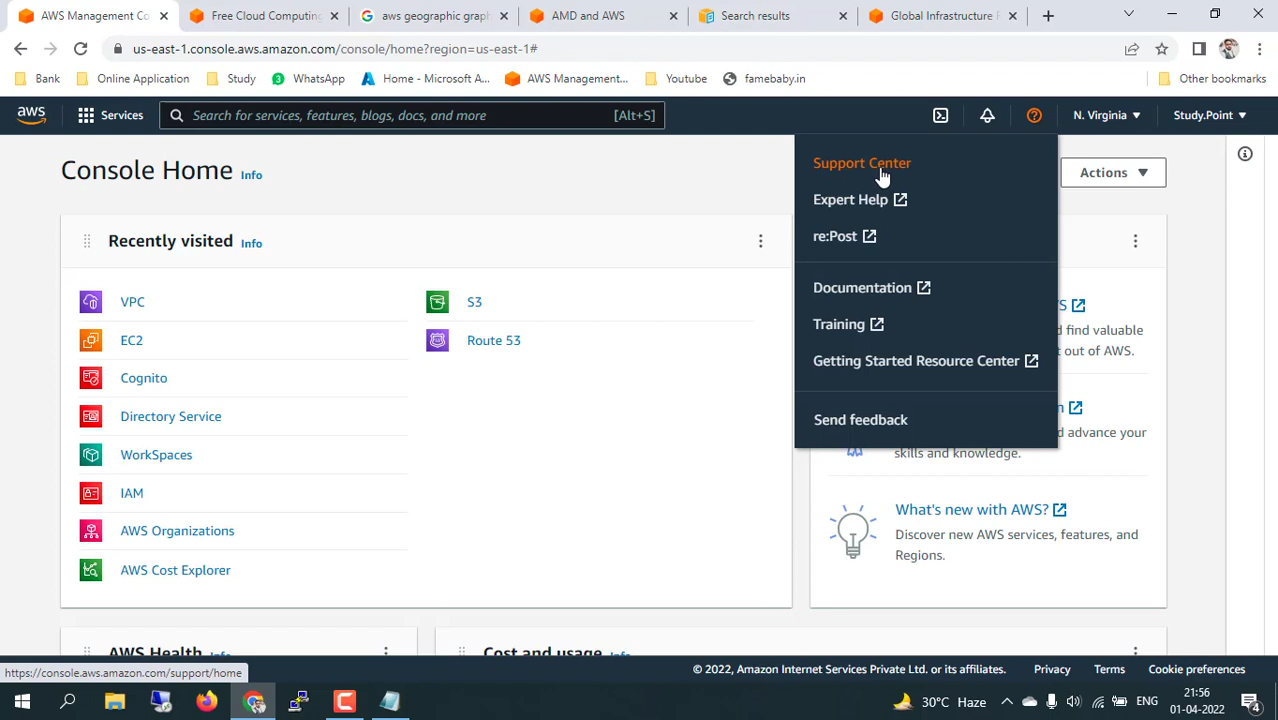 AWS Management Co
Free Cloud Computing
aws geographic graph
AMD and AWS
Search results
Global Infrastructure R
us-east-1.console.aws.amazon.com/console/home?region=us-east-1#
Bank
Online Application
Study
WhatsApp
Home - Microsoft A...
AWS Management...
Youtube
famebaby.in
Other bookmarks
aws
Services
Search for services, features, blogs, docs, and more
[Alt+S]
N. Virginia
Study.Point
Console Home
Info
Support Center
Expert Help
re:Post
Documentation
Training
Getting Started Resource Center
Send feedback
Actions
Recently visited
Info
VPC
EC2
Cognito
Directory Service
WorkSpaces
IAM
AWS Organizations
AWS Cost Explorer
S3
Route 53
S
d find valuable
t out of AWS.
n
d advance your
skills and knowledge.
What's new with AWS?
Discover new AWS services, features, and
Regions.
AWS Health
Info
Cost and usage
Info
https://console.aws.amazon.com/support/home
© 2022, Amazon Internet Services Private Ltd. or its affiliates.
Privacy
Terms
Cookie preferences
30°C Haze
ENG
21:56
01-04-2022
4